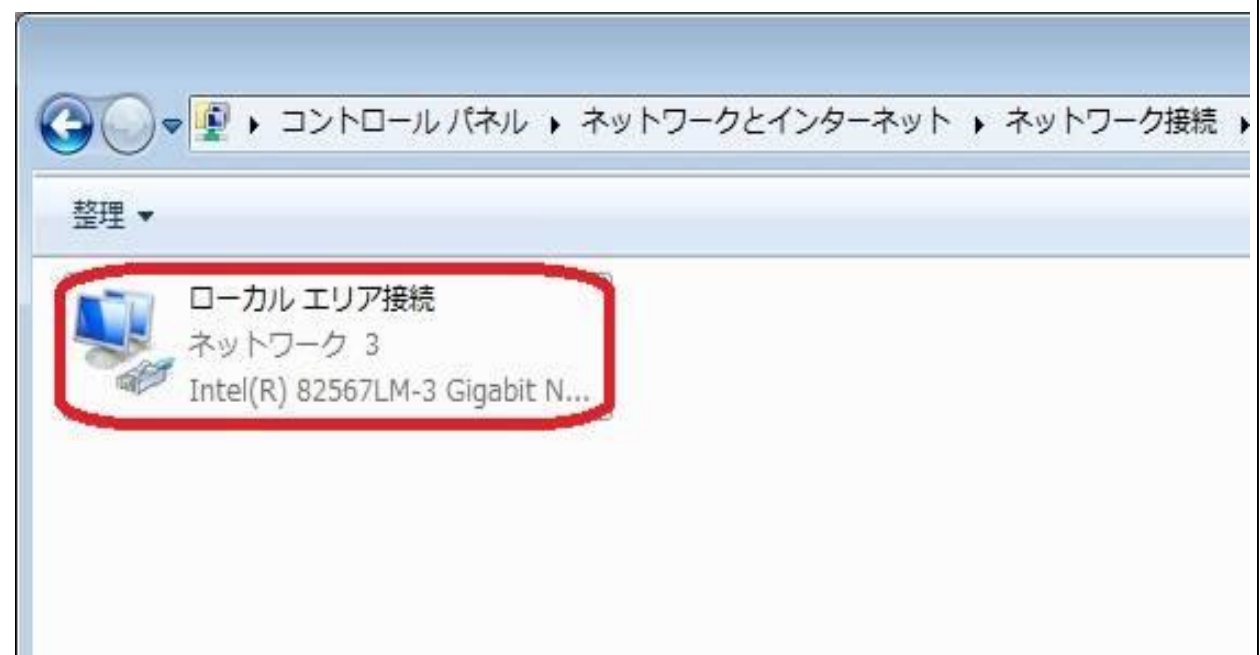 コントロール パネル ▸ ネットワークとインターネット ▸ ネットワーク接続 ▸
整理 ▼
ローカル エリア接続
ネットワーク 3
Intel(R) 82567LM-3 Gigabit N...